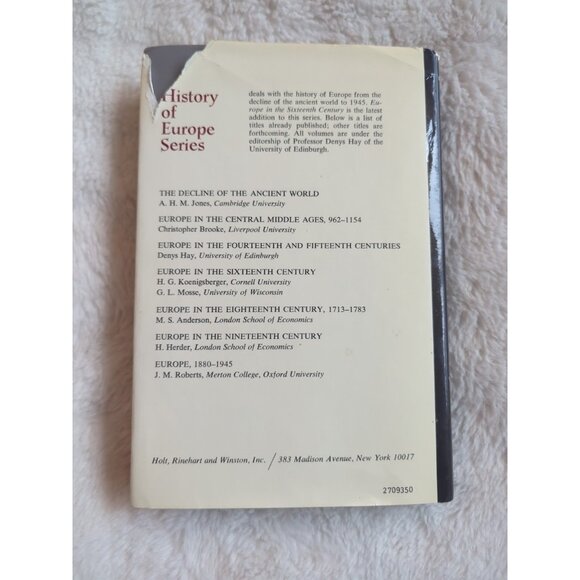 History
of
Europe
Series
deals with the history of Europe from the
decline of the ancient world to 1945. Eu-
rope in the Sixteenth Century is the latest
addition to this series. Below is a list of
titles already published; other titles are
forthcoming. All volumes are under the
editorship of Professor Denys Hay of the
University of Edinburgh.
THE DECLINE OF THE ANCIENT WORLD
A. H. M. Jones, Cambridge University
EUROPE IN THE CENTRAL MIDDLE AGES, 962–1154
Christopher Brooke, Liverpool University
EUROPE IN THE FOURTEENTH AND FIFTEENTH CENTURIES
Denys Hay, University of Edinburgh
EUROPE IN THE SIXTEENTH CENTURY
H. G. Koenigsberger, Cornell University
G. L. Mosse, University of Wisconsin
EUROPE IN THE EIGHTEENTH CENTURY, 1713–1783
M. S. Anderson, London School of Economics
EUROPE IN THE NINETEENTH CENTURY
H. Herder, London School of Economics
EUROPE, 1880–1945
J. M. Roberts, Merton College, Oxford University
Holt, Rinehart and Winston, Inc. / 383 Madison Avenue, New York 10017
2709350